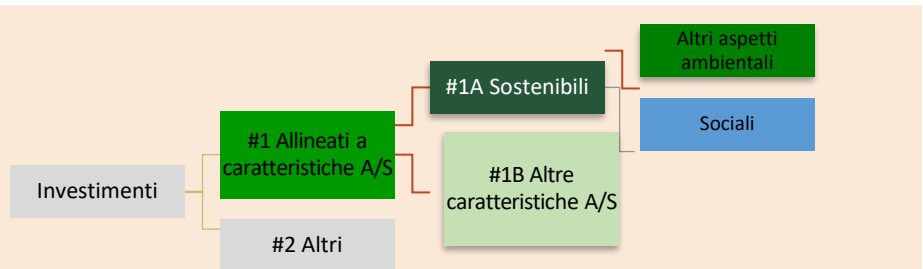 Altri aspetti
ambientali
#1A Sostenibili
Sociali
#1 Allineati a
caratteristiche A/S
#1B Altre
caratteristiche A/S
Investimenti
#2 Altri